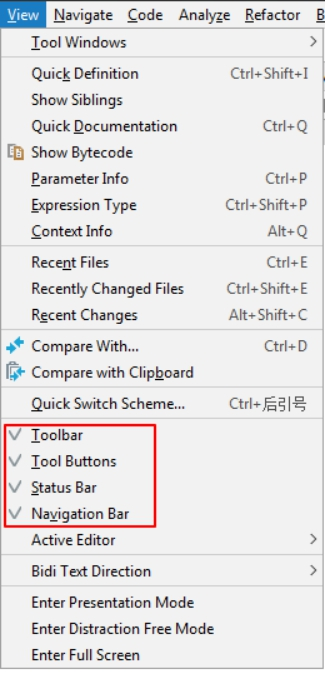 View Navigate Code Analyze Refactor B
Tool Windows
Quick Definition Ctrl+Shift+I
Show Siblings
Quick Documentation Ctrl+Q
Show Bytecode
Parameter Info Ctrl+P
Expression Type Ctrl+Shift+P
Context Info Alt+Q
Recent Files Ctrl+E
Recently Changed Files Ctrl+Shift+E
Recent Changes Alt+Shift+C
Compare With... Ctrl+D
Compare with Clipboard
Quick Switch Scheme... Ctrl+后引号
Toolbar
Tool Buttons
Status Bar
Navigation Bar
Active Editor
Bidi Text Direction
Enter Presentation Mode
Enter Distraction Free Mode
Enter Full Screen